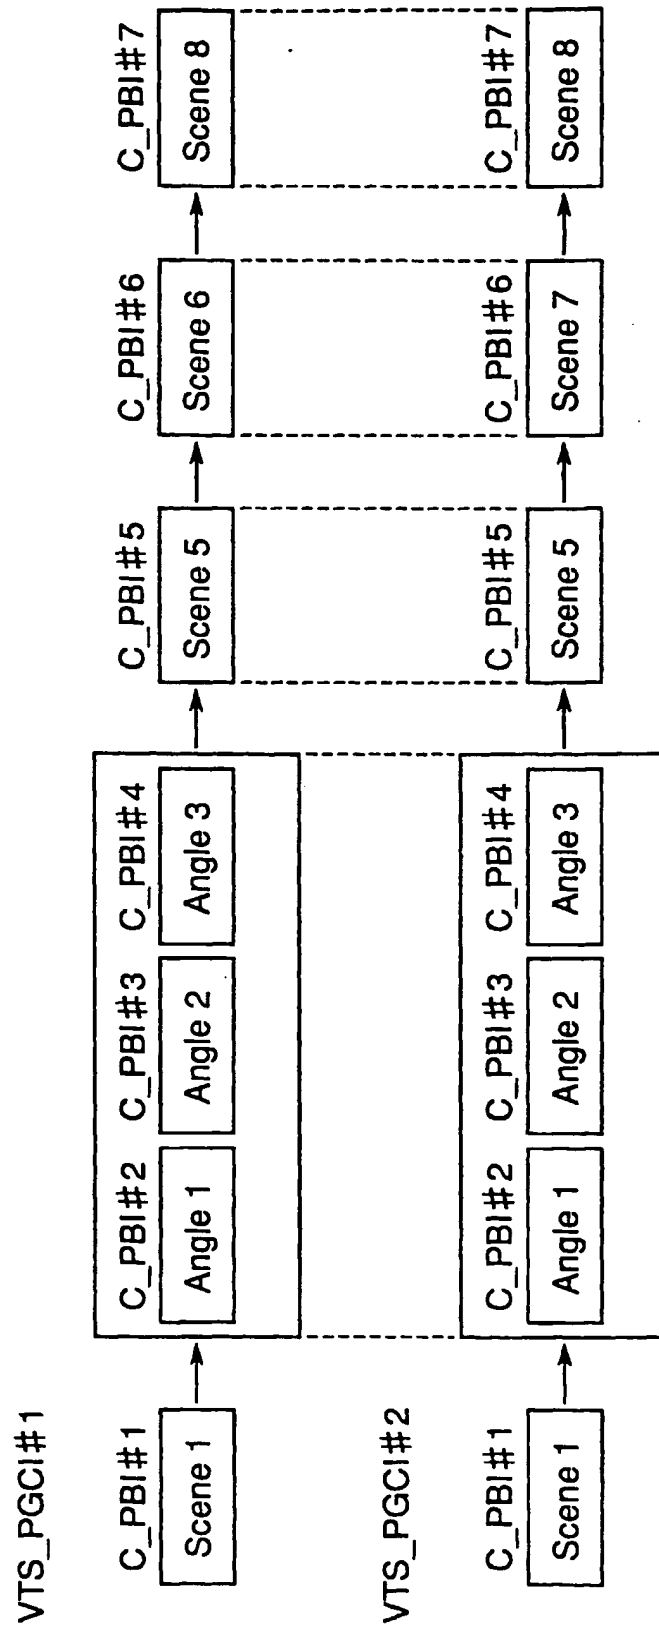 VTS_PGCI#1
C_PBI#1
Scene 1
C_PBI#2
Angle 1
C_PBI#3
Angle 2
C_PBI#4
Angle 3
C_PBI#5
Scene 5
C_PBI#6
Scene 6
C_PBI#7
Scene 8
VTS_PGCI#2
C_PBI#1
Scene 1
C_PBI#2
Angle 1
C_PBI#3
Angle 2
C_PBI#4
Angle 3
C_PBI#5
Scene 5
C_PBI#6
Scene 7
C_PBI#7
Scene 8